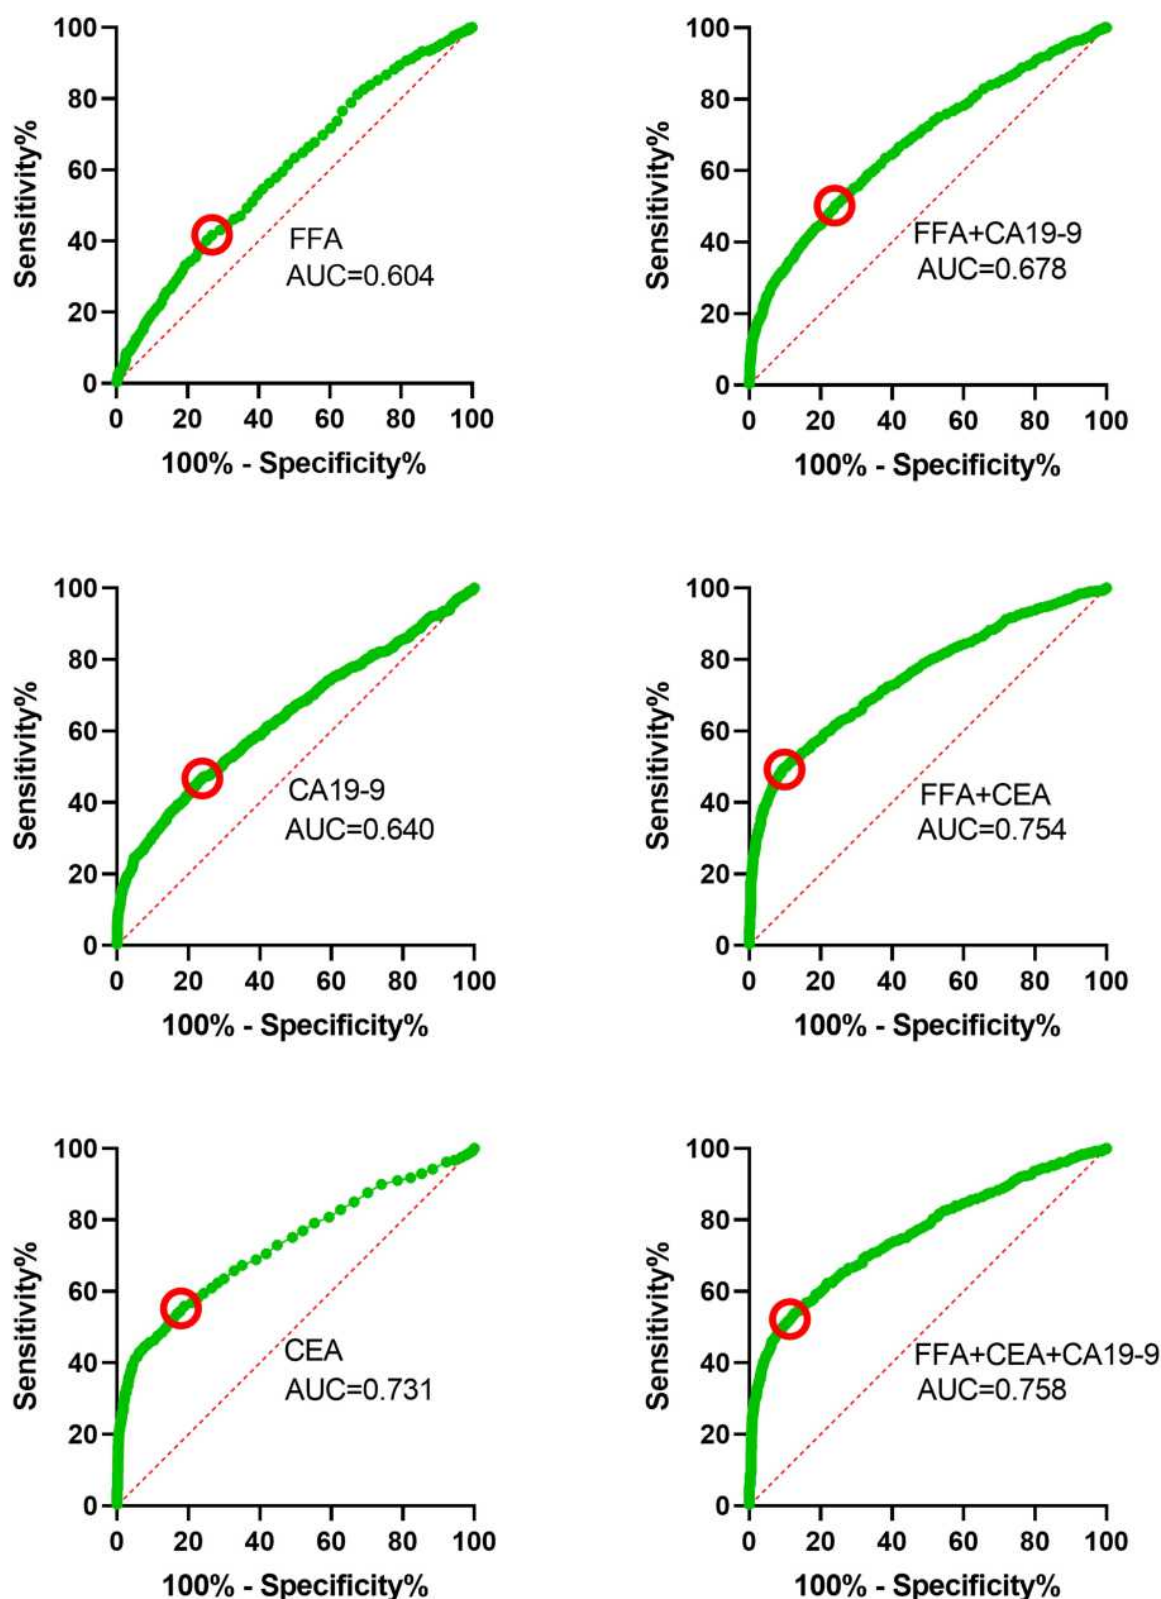 Sensitivity%
100
80
60
40
20
0
FFA
AUC=0.604
0 20 40 60 80 100
100% - Specificity%
Sensitivity%
100
80
60
40
20
0
FFA+CA19-9
AUC=0.678
0 20 40 60 80 100
100% - Specificity%
Sensitivity%
100
80
60
40
20
0
CA19-9
AUC=0.640
0 20 40 60 80 100
100% - Specificity%
Sensitivity%
100
80
60
40
20
0
FFA+CEA
AUC=0.754
0 20 40 60 80 100
100% - Specificity%
Sensitivity%
100
80
60
40
20
0
CEA
AUC=0.731
0 20 40 60 80 100
100% - Specificity%
Sensitivity%
100
80
60
40
20
0
FFA+CEA+CA19-9
AUC=0.758
0 20 40 60 80 100
100% - Specificity%